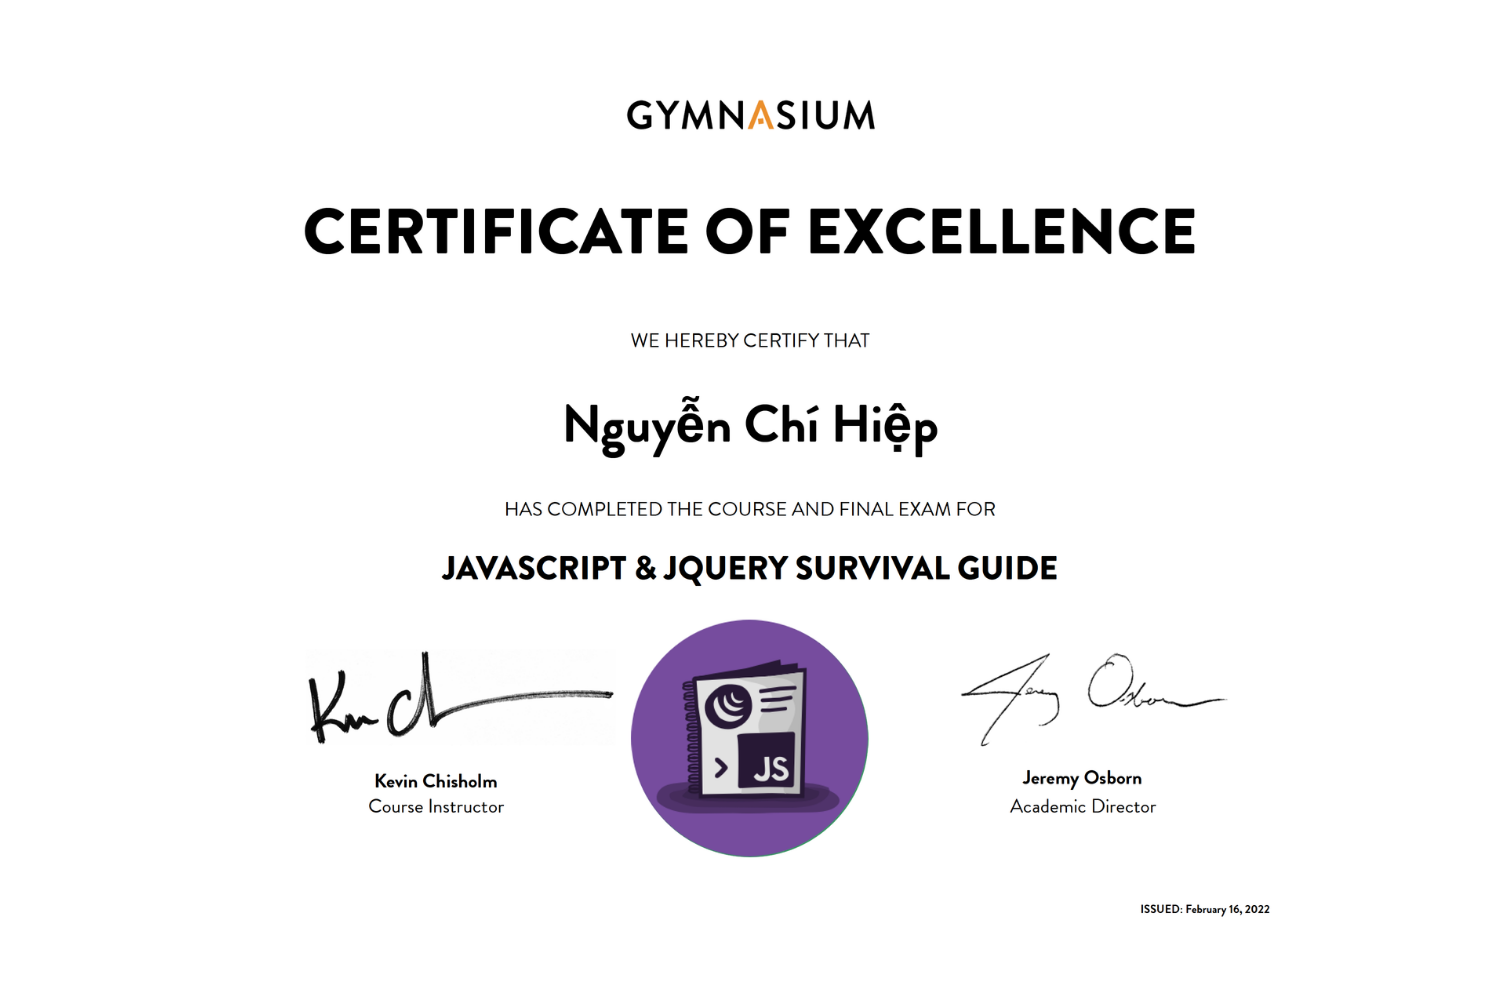 GYMNASIUM
CERTIFICATE OF EXCELLENCE
WE HEREBY CERTIFY THAT
Nguyễn Chí Hiệp
HAS COMPLETED THE COURSE AND FINAL EXAM FOR
JAVASCRIPT & JQUERY SURVIVAL GUIDE
JS
Kevin Chisholm
Course Instructor
Jeremy Osborn
Academic Director
ISSUED: February 16, 2022